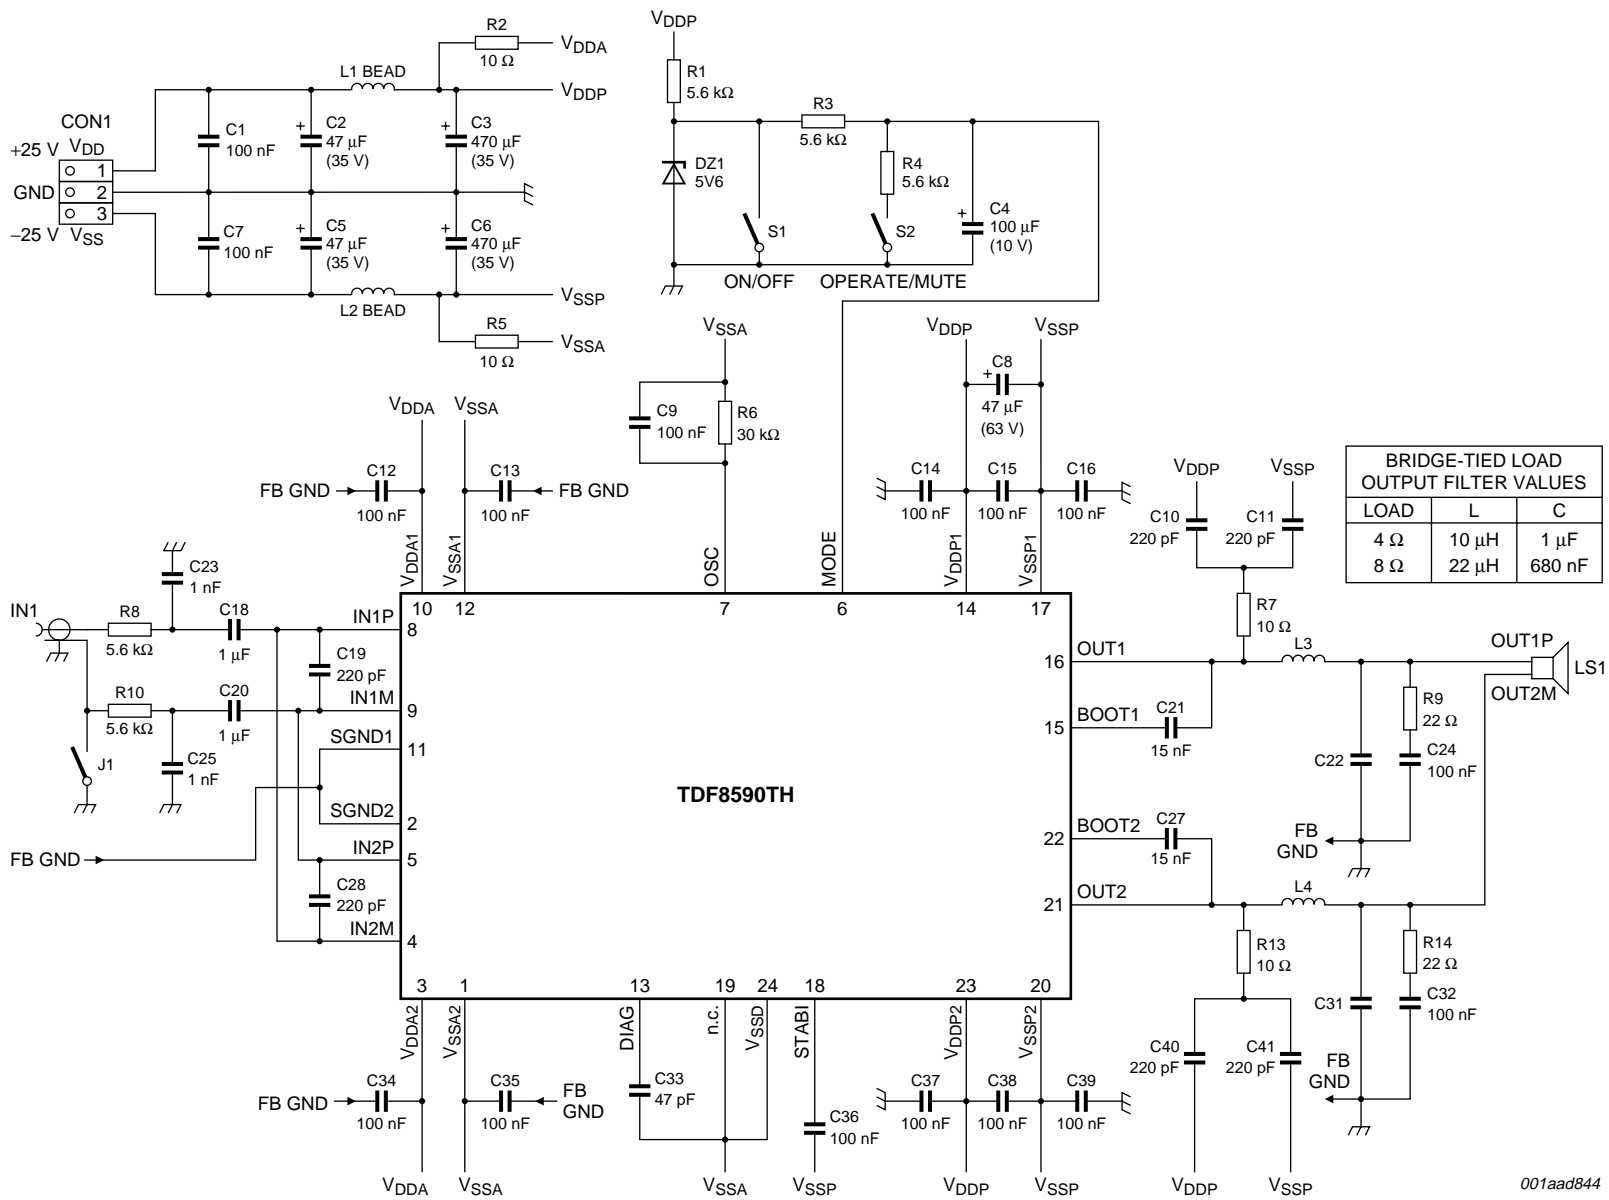 R2
10 Ω
VDDA
L1 BEAD
VDDP
CON1
+25 V VDD
1
GND 2
3
−25 V VSS
C1
100 nF
C2
47 μF
(35 V)
C3
470 μF
(35 V)
C7
100 nF
C5
47 μF
(35 V)
C6
470 μF
(35 V)
L2 BEAD
VSSP
R5
10 Ω
VSSA
VDDP
R1
5.6 kΩ
R3
5.6 kΩ
DZ1
5V6
R4
5.6 kΩ
S1
S2
C4
100 μF
(10 V)
ON/OFF
OPERATE/MUTE
VSSA
C9
100 nF
R6
30 kΩ
VDDP
VSSP
C8
47 μF
(63 V)
C14
100 nF
C15
100 nF
C16
100 nF
VDDA
VSSA
FB GND
C12
100 nF
C13
100 nF
FB GND
VDDA1
VSSA1
OSC
MODE
VDDP1
VSSP1
10
12
7
6
14
17
VDDP
VSSP
C10
220 pF
C11
220 pF
R7
10 Ω
BRIDGE-TIED LOAD
OUTPUT FILTER VALUES
LOAD L C
4 Ω 10 μH 1 μF
8 Ω 22 μH 680 nF
C23
1 nF
IN1
R8
5.6 kΩ
C18
1 μF
IN1P
8
C19
220 pF
R10
5.6 kΩ
C20
1 μF
IN1M
9
J1
C25
1 nF
SGND1
11
SGND2
2
FB GND
IN2P
5
C28
220 pF
IN2M
4
TDF8590TH
16
OUT1
L3
OUT1P
LS1
OUT2M
15
BOOT1
C21
15 nF
R9
22 Ω
C22
C24
100 nF
22
BOOT2
C27
15 nF
FB
GND
21
OUT2
L4
R13
10 Ω
R14
22 Ω
C31
C32
100 nF
C40
220 pF
C41
220 pF
FB
GND
VDDP
VSSP
3
1
13
19
24
18
23
20
VDDA2
VSSA2
DIAG
n.c.
VSSD
STABI
VDDP2
VSSP2
FB GND
C34
100 nF
C35
100 nF
FB
GND
C33
47 pF
C36
100 nF
C37
100 nF
C38
100 nF
C39
100 nF
VDDA
VSSA
VSSA
VSSP
VDDP
VSSP
001aad844